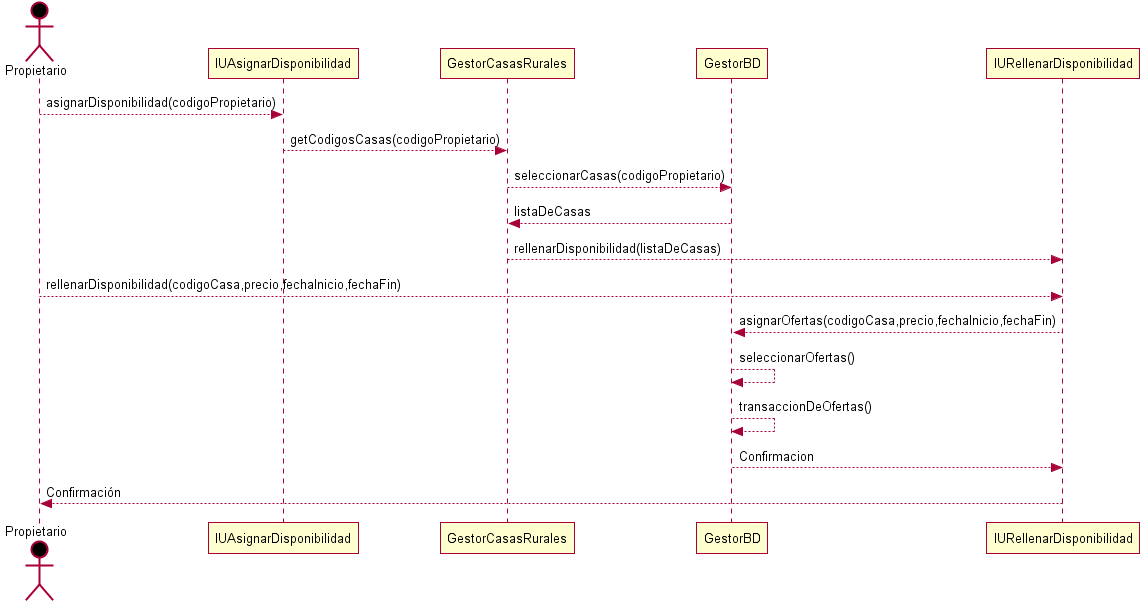 Propietario
IUAsignarDisponibilidad
GestorCasasRurales
GestorBD
IURellenarDisponibilidad
asignarDisponibilidad(codigoPropietario)
getCodigosCasas(codigoPropietario)
seleccionarCasas(codigoPropietario)
listaDeCasas
rellenarDisponibilidad(listaDeCasas)
rellenarDisponibilidad(codigoCasa,precio,fechaInicio,fechaFin)
asignarOfertas(codigoCasa,precio,fechaInicio,fechaFin)
seleccionarOfertas()
transaccionDeOfertas()
Confirmacion
Confirmación
Propietario
IUAsignarDisponibilidad
GestorCasasRurales
GestorBD
IURellenarDisponibilidad